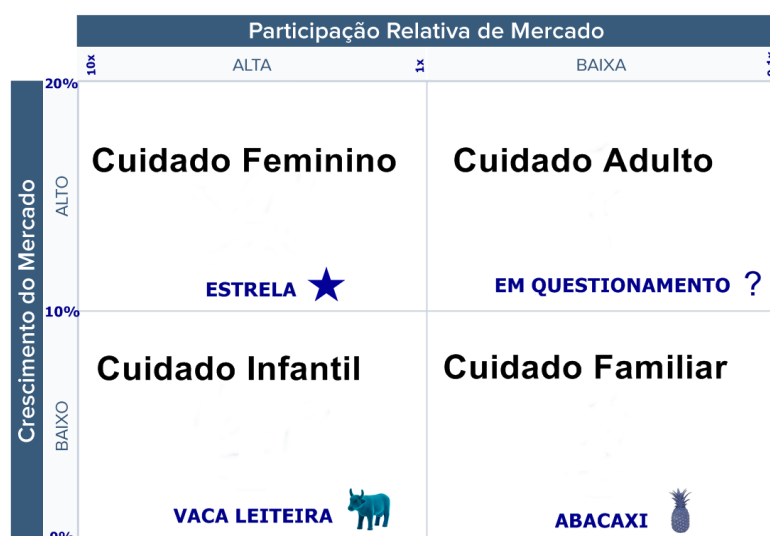 Participação Relativa de Mercado
10x
ALTA
1x
BAIXA
20%
Cuidado Feminino
Cuidado Adulto
ALTO
Crescimento do Mercado
ESTRELA
EM QUESTIONAMENTO ?
10%
Cuidado Infantil
Cuidado Familiar
BAIXO
VACA LEITEIRA
ABACAXI